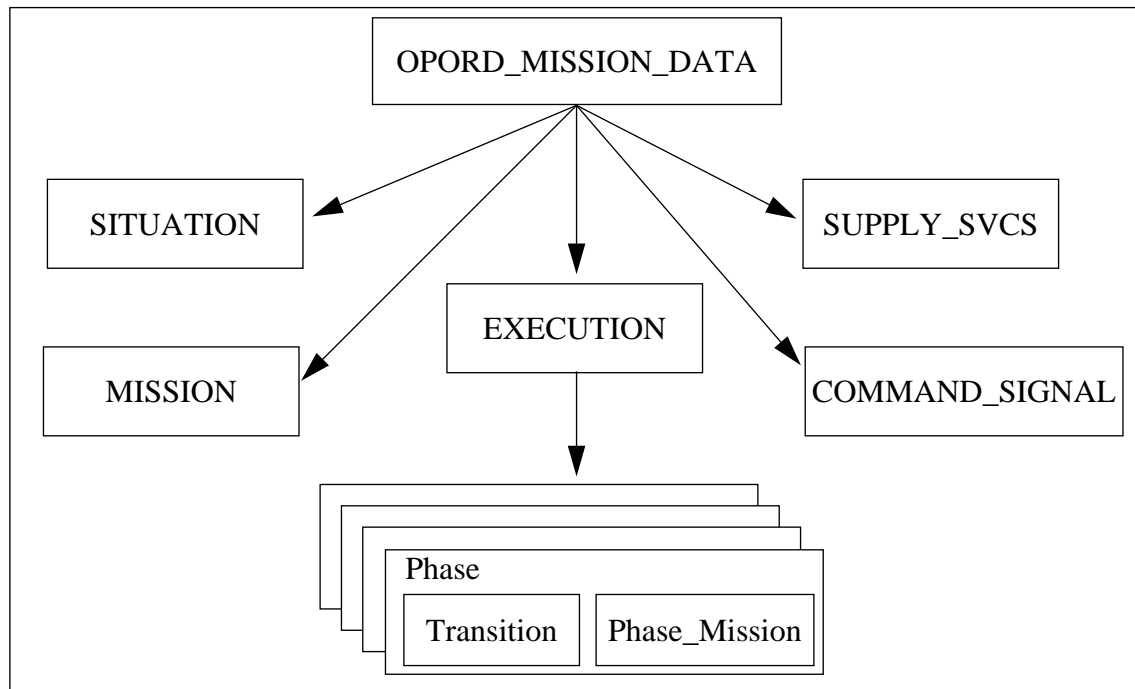 OPORD_MISSION_DATA
SITUATION
SUPPLY_SVCS
EXECUTION
MISSION
COMMAND_SIGNAL
Phase
Transition
Phase_Mission